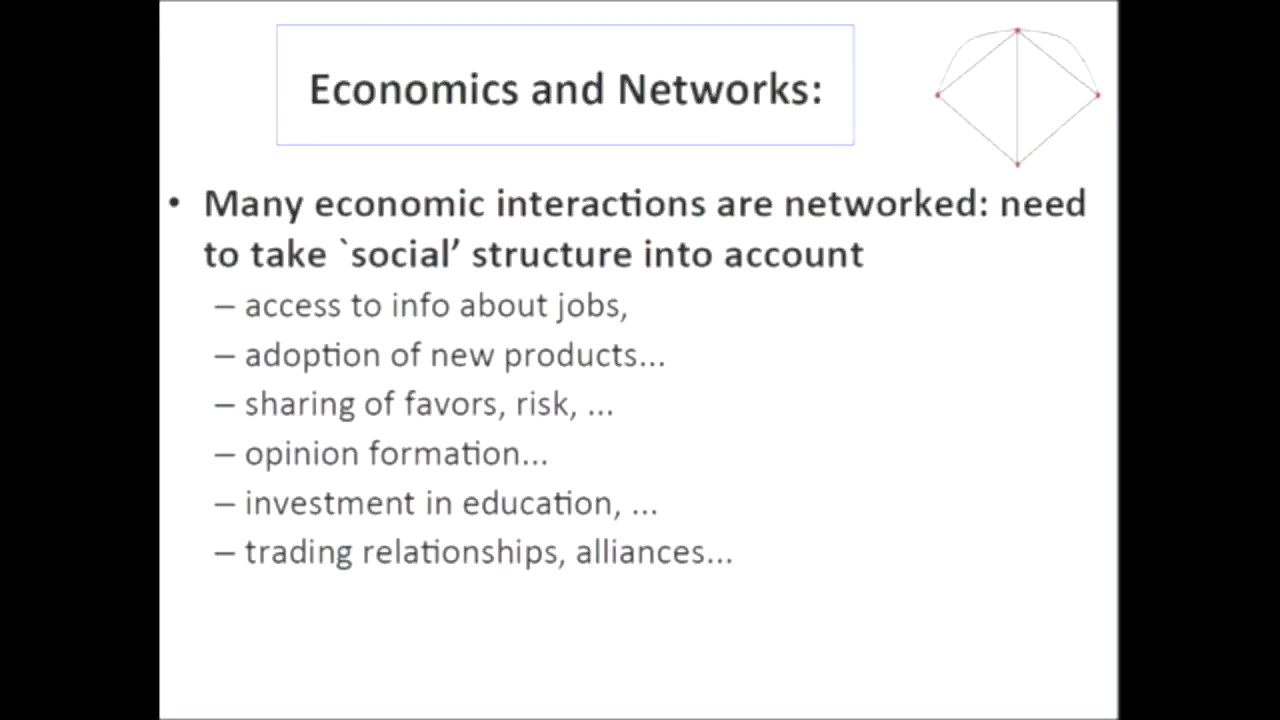 Economics and Networks:
• Many economic interactions are networked: need
to take `social’ structure into account
– access to info about jobs,
– adoption of new products...
– sharing of favors, risk, ...
– opinion formation...
– investment in education, ...
– trading relationships, alliances...